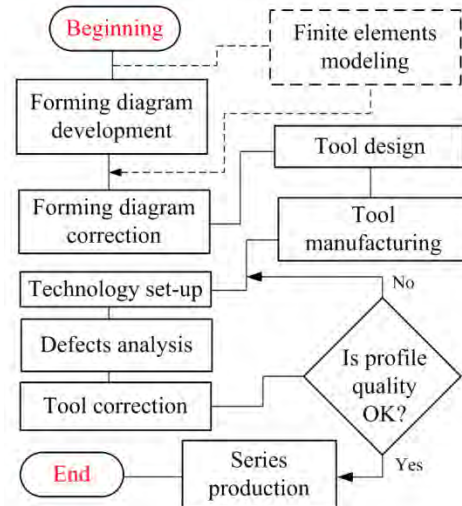 Beginning
Finite elements
modeling
Forming diagram
development
Tool design
Forming diagram
correction
Tool
manufacturing
Technology set-up
No
Defects analysis
Is profile
quality
OK?
Tool correction
Yes
End
Series
production